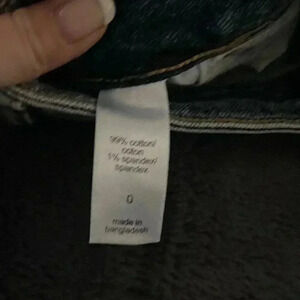 99% cotton/
coton
1% spandex/
spandex
0
made in
bangladesh